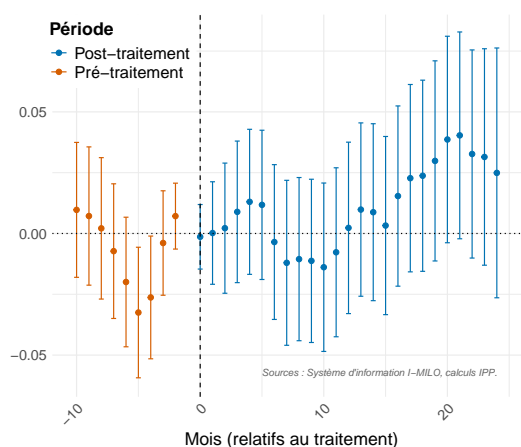 Période
Post−traitement
Pré−traitement
0.05
0.00
−0.05
Sources : Système d'information I−MILO, calculs IPP.
−10
0
10
20
Mois (relatifs au traitement)